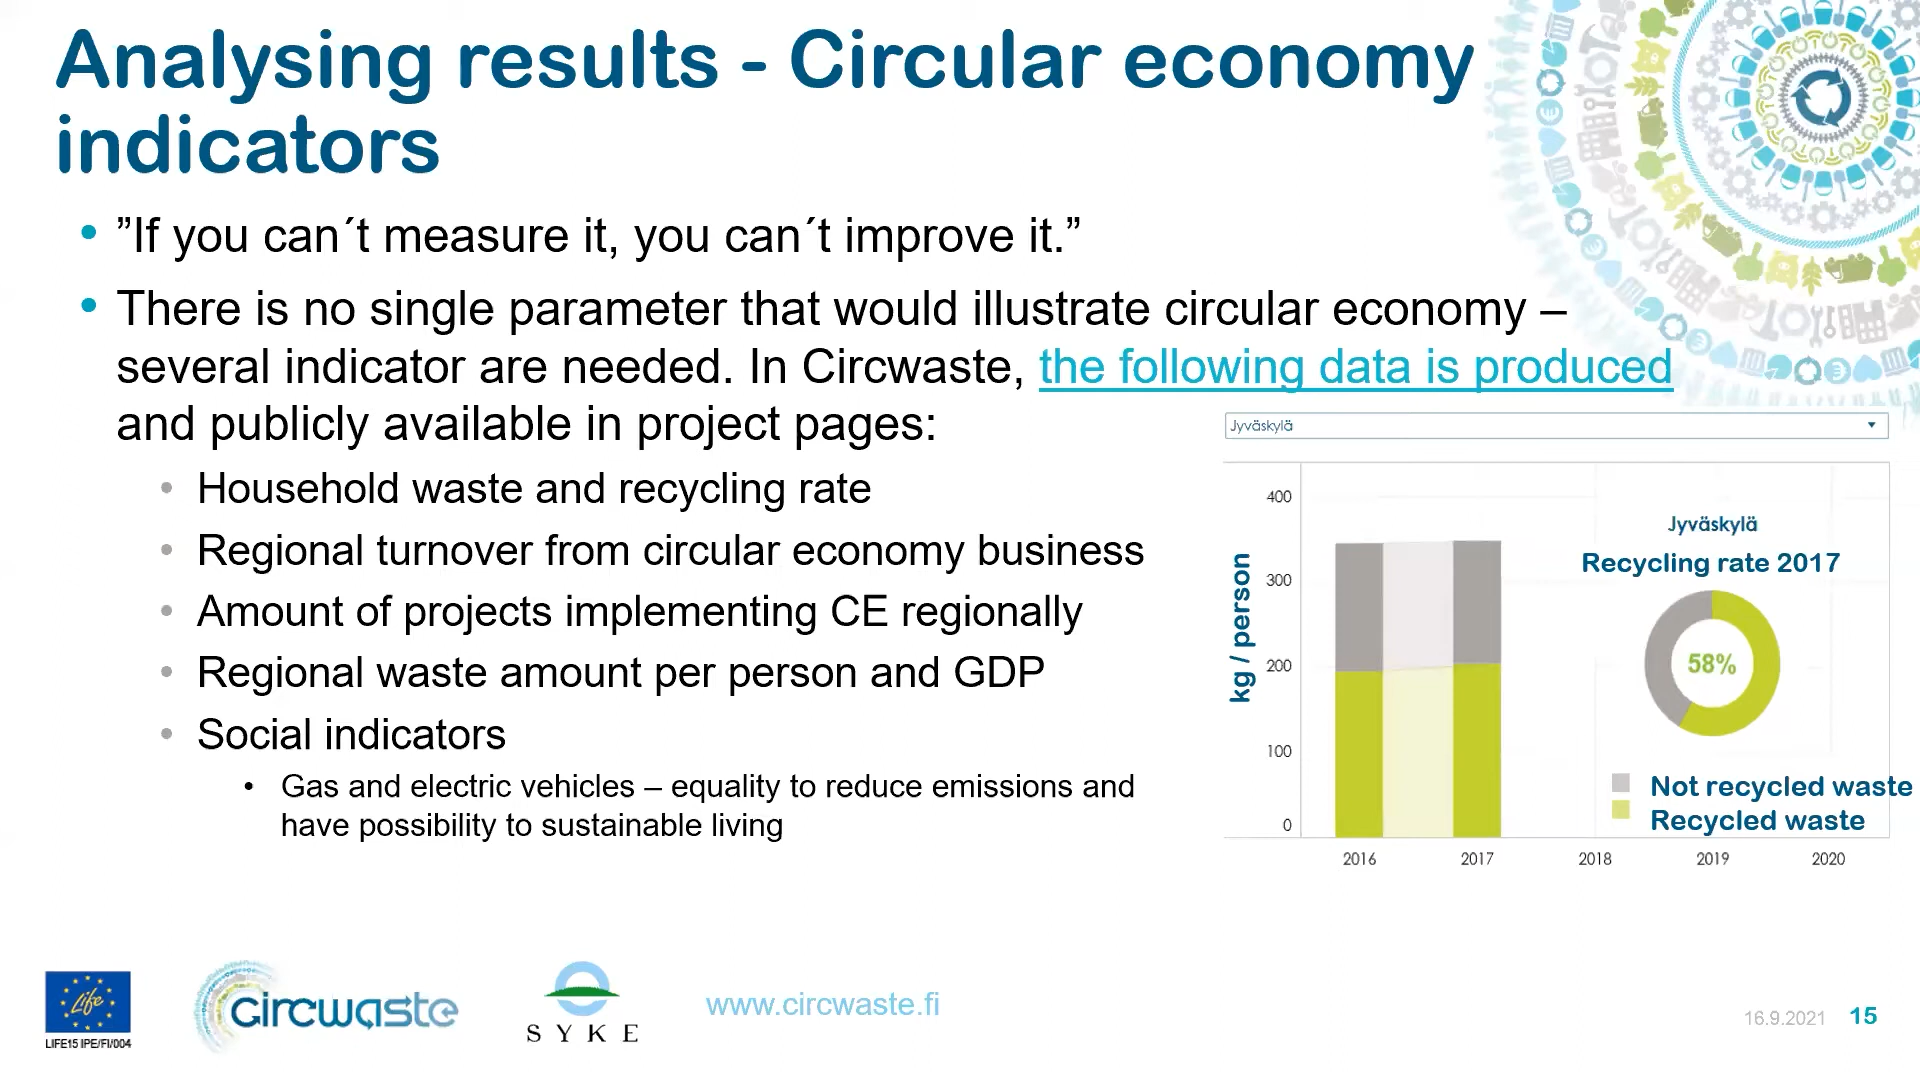 Analysing results - Circular economy
indicators
• ”If you can´t measure it, you can´t improve it.”
• There is no single parameter that would illustrate circular economy –
several indicator are needed. In Circwaste, the following data is produced
and publicly available in project pages:
• Household waste and recycling rate
• Regional turnover from circular economy business
• Amount of projects implementing CE regionally
• Regional waste amount per person and GDP
• Social indicators
• Gas and electric vehicles – equality to reduce emissions and
have possibility to sustainable living
Jyväskylä
kg / person
400
300
200
100
0
2016 2017 2018 2019 2020
Jyväskylä
Recycling rate 2017
58%
Not recycled waste
Recycled waste
Life
LIFE15 IPE/FI/004
circwaste
SYKE
www.circwaste.fi
16.9.2021 15